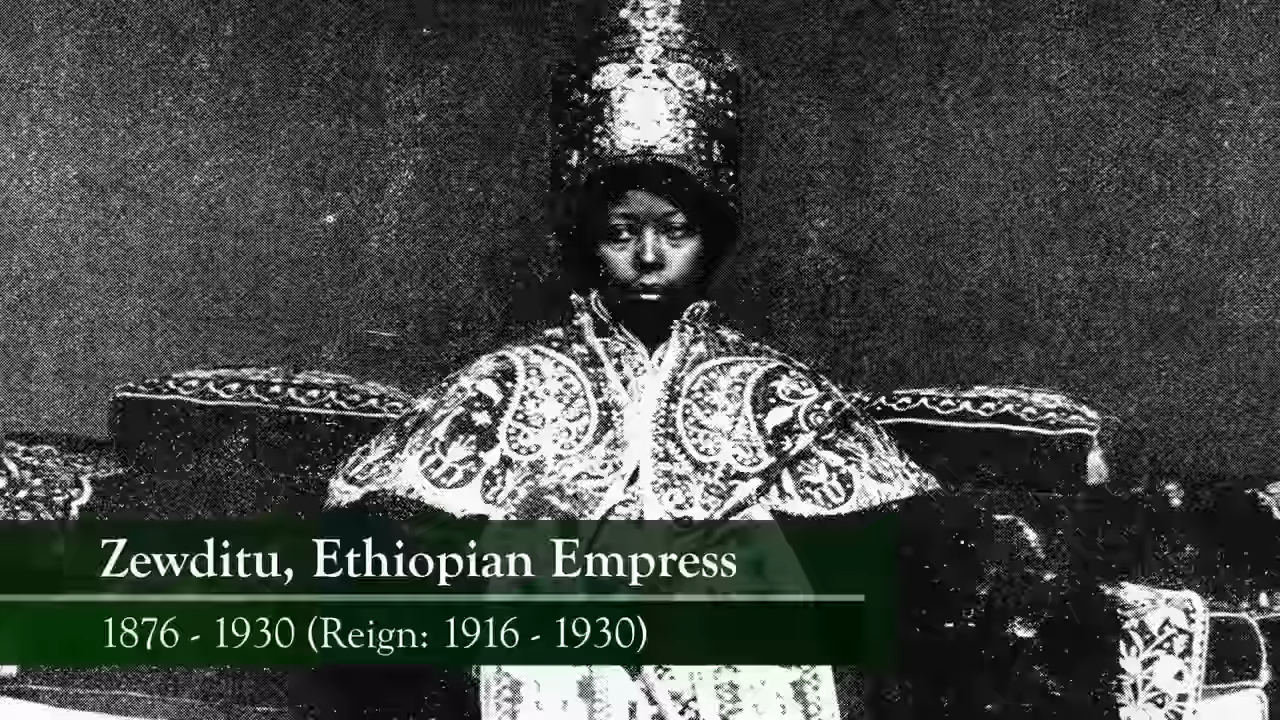 Zewditu, Ethiopian Empress
1876 - 1930 (Reign: 1916 - 1930)